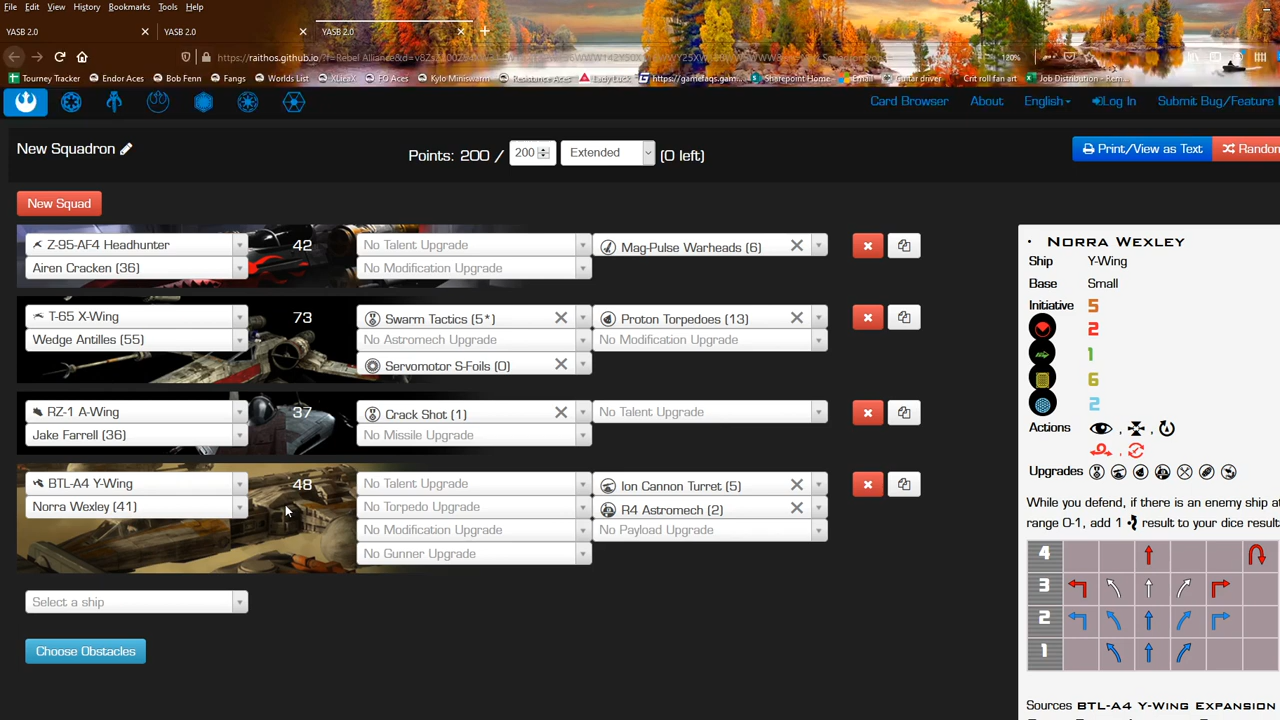 File Edit View History Bookmarks Tools Help
YASB 2.0 YASB 2.0 YASB 2.0
120%
Tourney Tracker Endor Aces Bob Fenn Fangs Worlds List XLieX FO Aces Kylo Miniswarm Resistance Aces Lady Luck https://gamefaqs.gam... Sharepoint Home Email Guitar driver Crit roll fan art Job Distribution - Rem...
Card Browser About English Log In Submit Bug/Feature
New Squadron Points: 200 / 200 Extended (0 left) Print/View as Text Random
New Squad
Z-95-AF4 Headhunter 42 No Talent Upgrade Mag-Pulse Warheads (6)
Airen Cracken (36) No Modification Upgrade
T-65 X-Wing 73 Swarm Tactics (5*) Proton Torpedoes (13)
Wedge Antilles (55) No Astromech Upgrade No Modification Upgrade
Servomotor S-Foils (0)
RZ-1 A-Wing 37 Crack Shot (1) No Talent Upgrade
Jake Farrell (36) No Missile Upgrade
BTL-A4 Y-Wing 48 No Talent Upgrade Ion Cannon Turret (5)
Norra Wexley (41) No Torpedo Upgrade R4 Astromech (2)
No Modification Upgrade No Payload Upgrade
No Gunner Upgrade
Select a ship
Choose Obstacles
· Norra Wexley
Ship Y-Wing
Base Small
Initiative 5
2
1
6
2
Actions
Upgrades
While you defend, if there is an enemy ship at
range 0-1, add 1 result to your dice results
4
3
2
1
Sources BTL-A4 Y-Wing Expansion